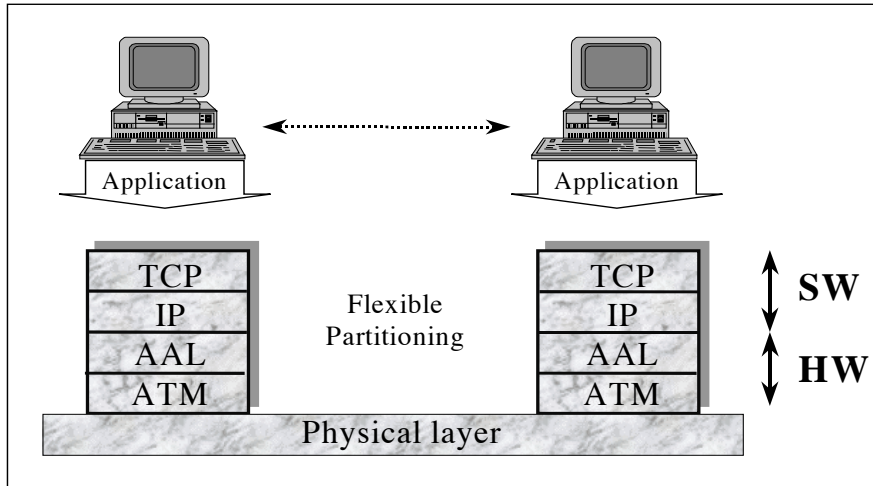 Application
Application
TCP
TCP
SW
IP
Flexible
Partitioning
IP
AAL
AAL
HW
ATM
ATM
Physical layer